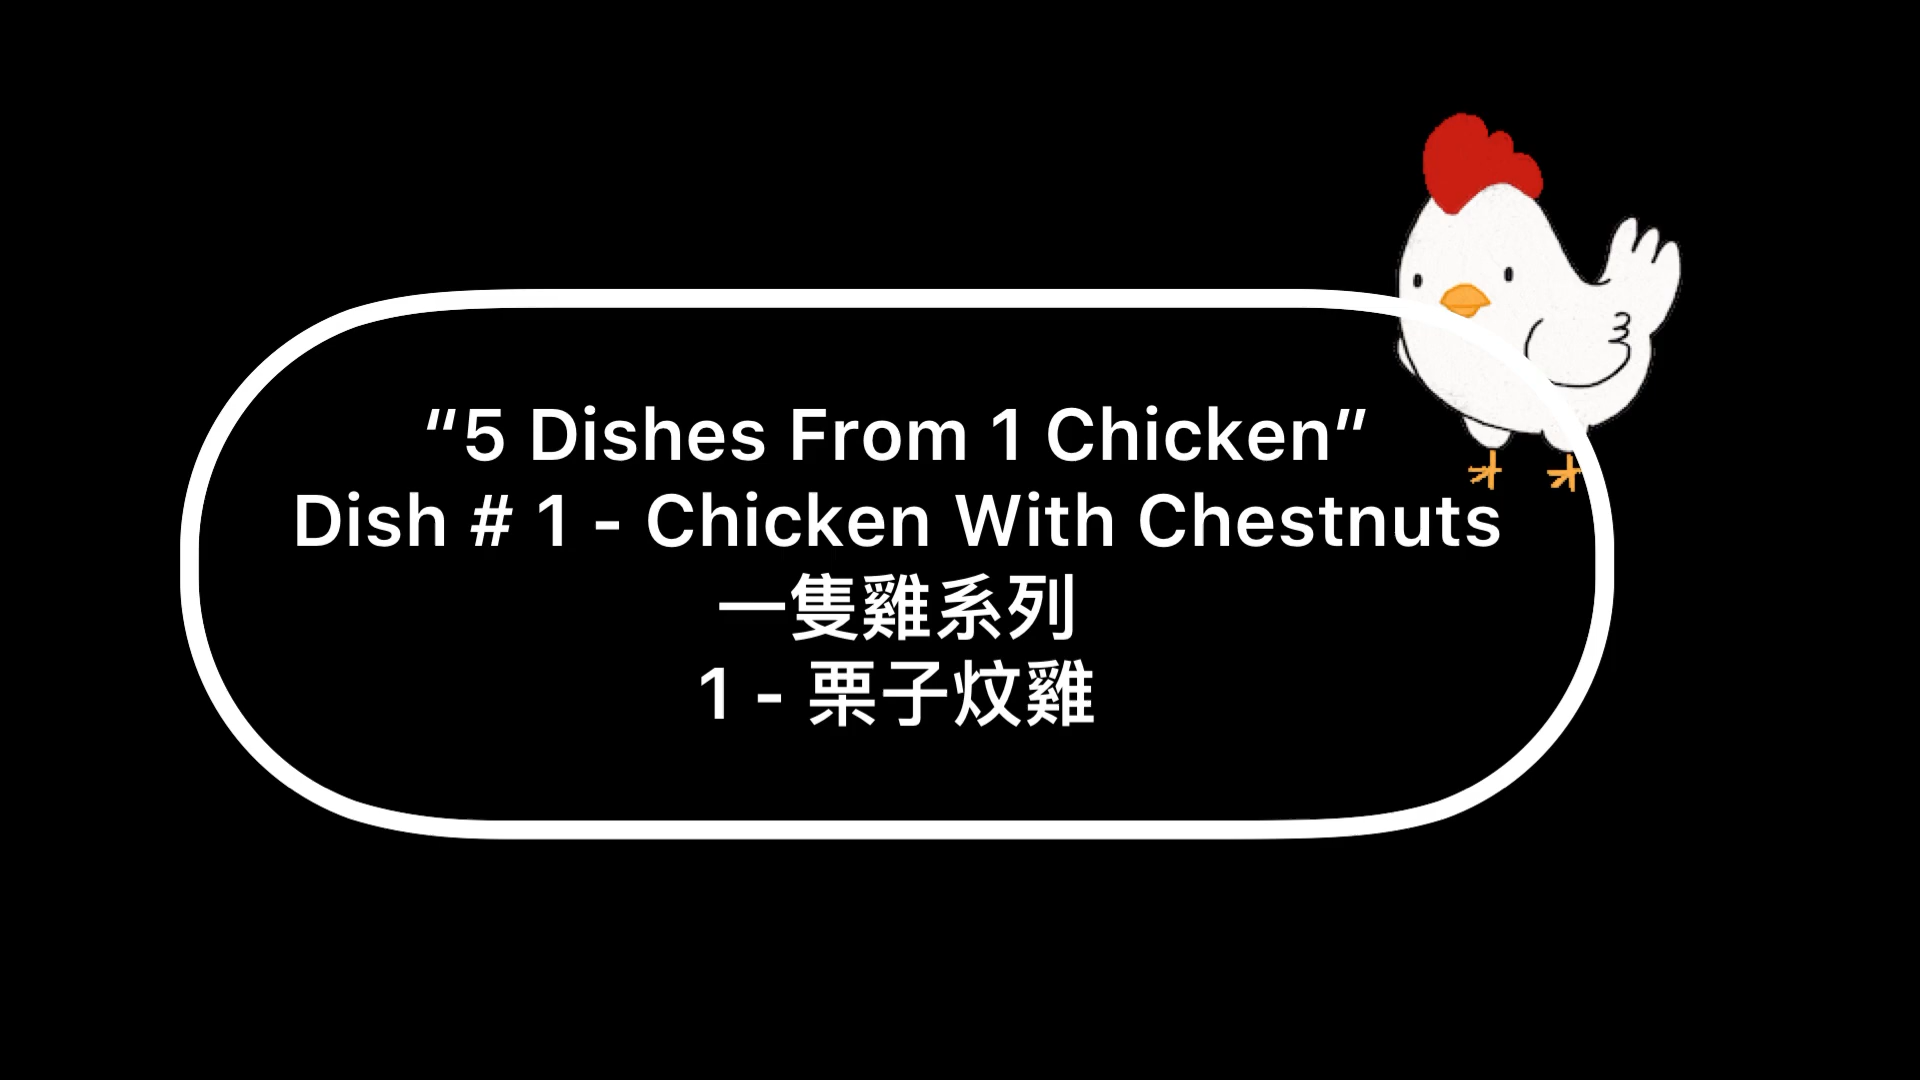 “5 Dishes From 1 Chicken”
Dish # 1 - Chicken With Chestnuts
一隻雞系列
1 - 栗子炆雞